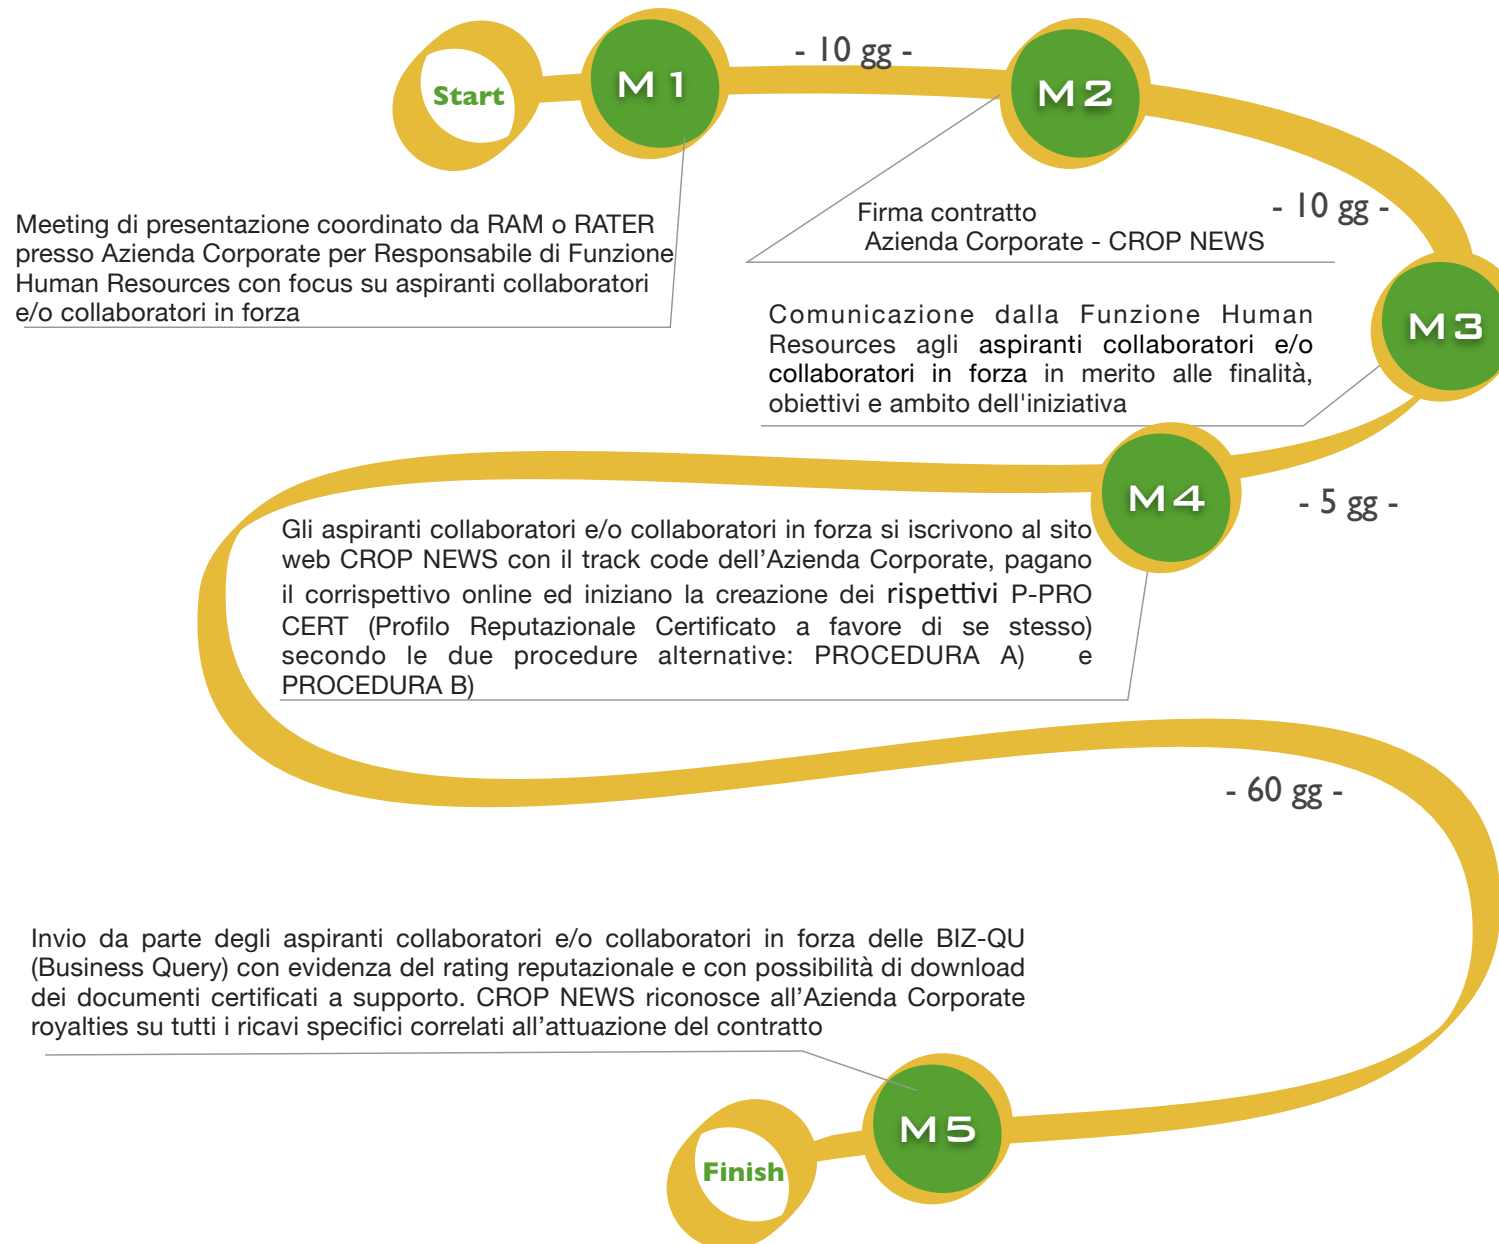 Start
M1
- 10 gg -
M2
Meeting di presentazione coordinato da RAM o RATER
presso Azienda Corporate per Responsabile di Funzione
Human Resources con focus su aspiranti collaboratori
e/o collaboratori in forza
Firma contratto
Azienda Corporate - CROP NEWS
- 10 gg -
M3
Comunicazione dalla Funzione Human
Resources agli aspiranti collaboratori e/o
collaboratori in forza in merito alle finalità,
obiettivi e ambito dell'iniziativa
M4
- 5 gg -
Gli aspiranti collaboratori e/o collaboratori in forza si iscrivono al sito
web CROP NEWS con il track code dell’Azienda Corporate, pagano
il corrispettivo online ed iniziano la creazione dei rispettivi P-PRO
CERT (Profilo Reputazionale Certificato a favore di se stesso)
secondo le due procedure alternative: PROCEDURA A) e
PROCEDURA B)
- 60 gg -
Invio da parte degli aspiranti collaboratori e/o collaboratori in forza delle BIZ-QU
(Business Query) con evidenza del rating reputazionale e con possibilità di download
dei documenti certificati a supporto. CROP NEWS riconosce all’Azienda Corporate
royalties su tutti i ricavi specifici correlati all’attuazione del contratto
M5
Finish